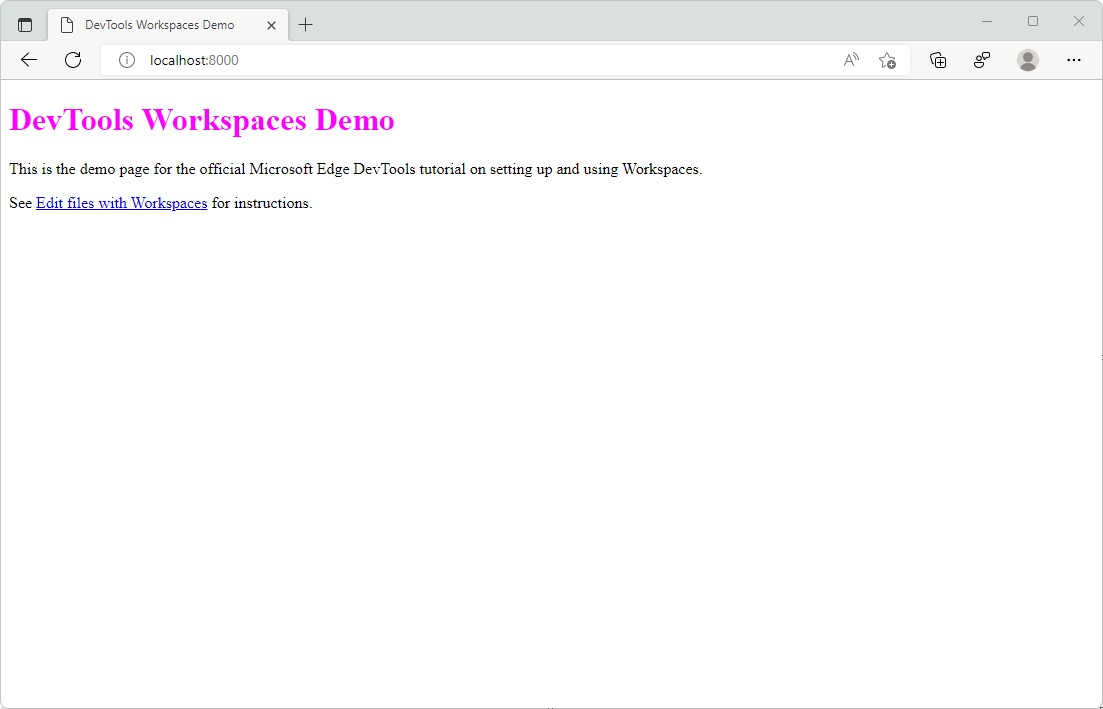 DevTools Workspaces Demo
localhost:8000
DevTools Workspaces Demo
This is the demo page for the official Microsoft Edge DevTools tutorial on setting up and using Workspaces.
See Edit files with Workspaces for instructions.